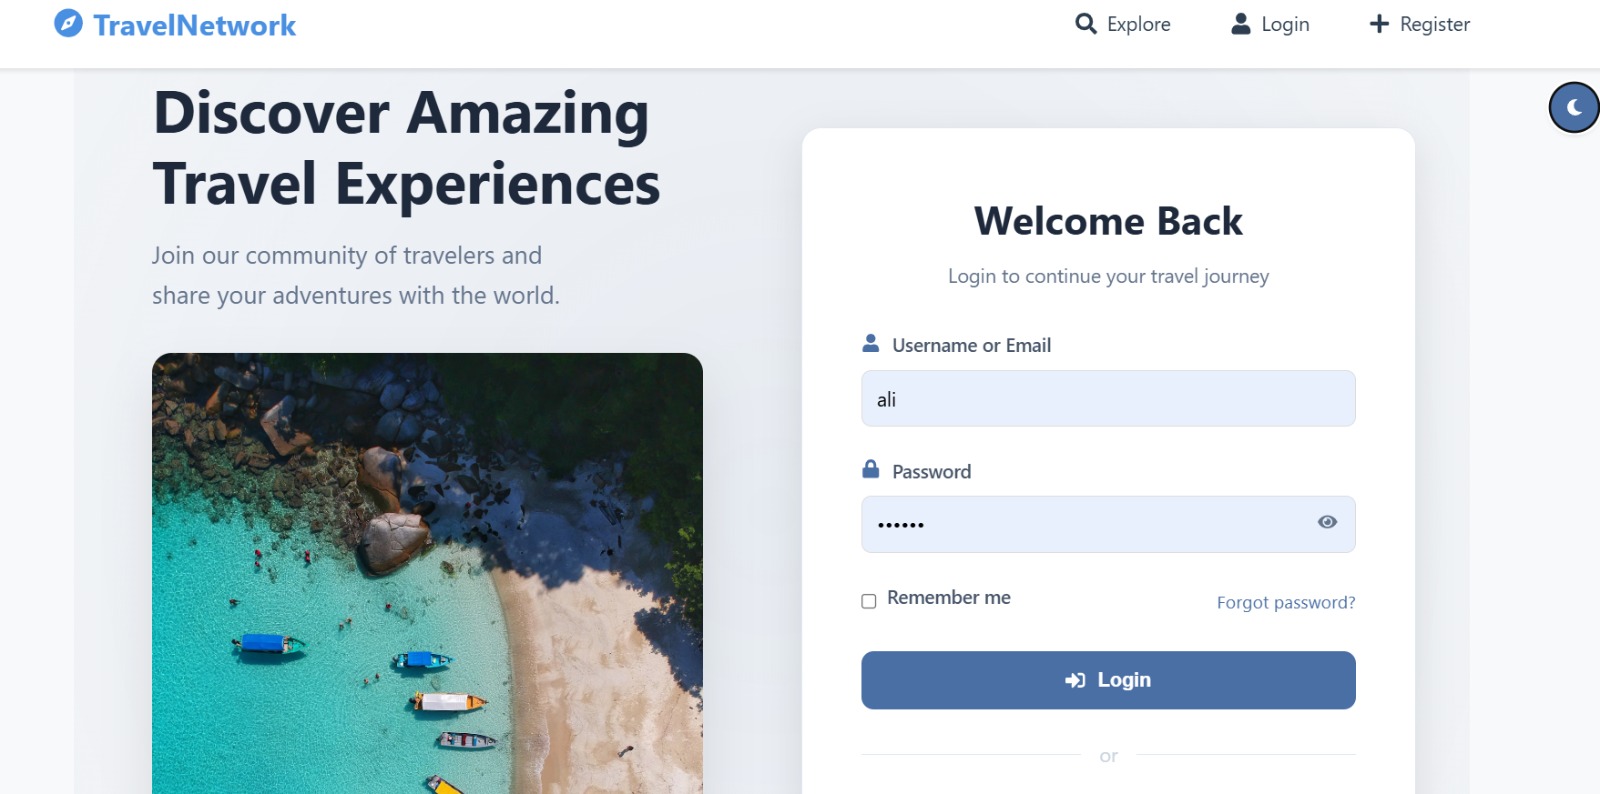 TravelNetwork
Explore
Login
Register
Discover Amazing
Travel Experiences
Join our community of travelers and
share your adventures with the world.
Welcome Back
Login to continue your travel journey
Username or Email
ali
Password
••••••
Remember me
Forgot password?
Login
or